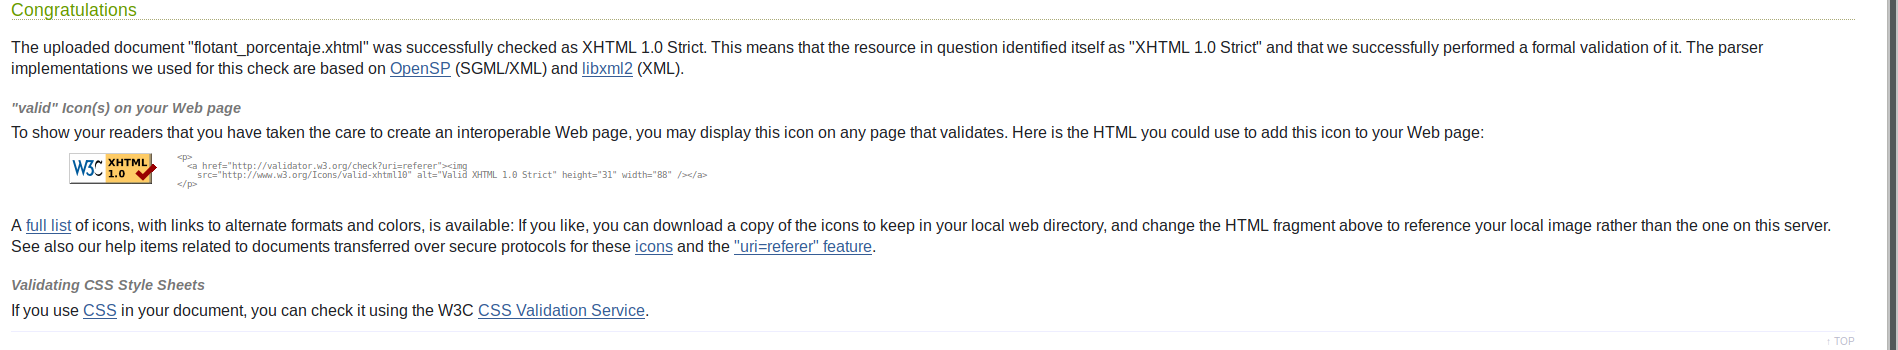 Congratulations
The uploaded document "flotant_porcentaje.xhtml" was successfully checked as XHTML 1.0 Strict. This means that the resource in question identified itself as "XHTML 1.0 Strict" and that we successfully performed a formal validation of it. The parser
implementations we used for this check are based on OpenSP (SGML/XML) and libxml2 (XML).
"valid" Icon(s) on your Web page
To show your readers that you have taken the care to create an interoperable Web page, you may display this icon on any page that validates. Here is the HTML you could use to add this icon to your Web page:
W3C XHTML 1.0
<p>
<a href="http://validator.w3.org/check?uri=referer"><img
src="http://www.w3.org/Icons/valid-xhtml10" alt="Valid XHTML 1.0 Strict" height="31" width="88" /></a>
</p>
A full list of icons, with links to alternate formats and colors, is available: If you like, you can download a copy of the icons to keep in your local web directory, and change the HTML fragment above to reference your local image rather than the one on this server.
See also our help items related to documents transferred over secure protocols for these icons and the "uri=referer" feature.
Validating CSS Style Sheets
If you use CSS in your document, you can check it using the W3C CSS Validation Service.
↑ TOP